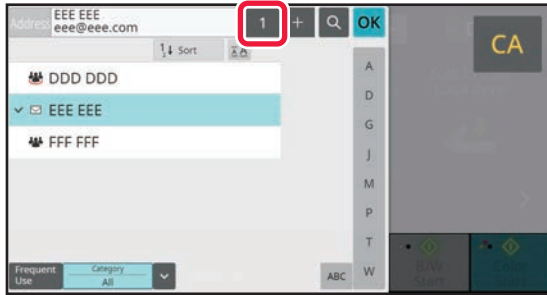 Address
EEE EEE
eee@eee.com
1
+
OK
CA
Sort
DDD DDD
EEE EEE
FFF FFF
A
D
G
J
M
P
T
W
Frequent
Use
Category
All
ABC
B/W
Start
Color
Start